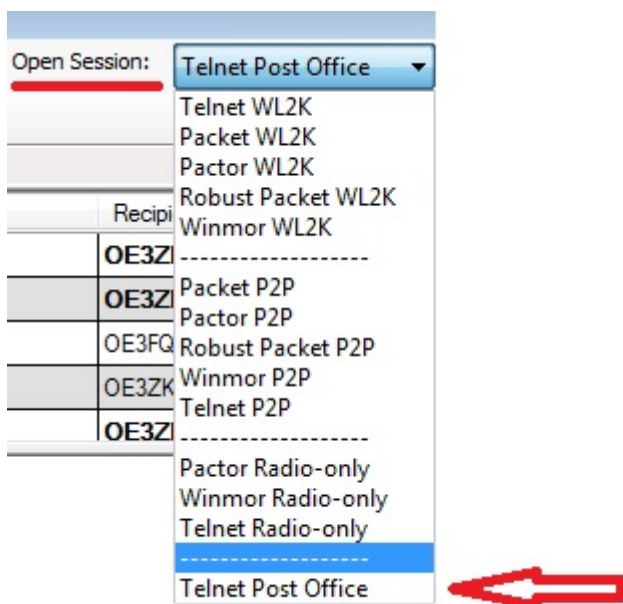 Open Session: Telnet Post Office
Telnet WL2K
Packet WL2K
Pactor WL2K
Robust Packet WL2K
Winmor WL2K
-------------------
Packet P2P
Pactor P2P
Robust Packet P2P
Winmor P2P
Telnet P2P
-------------------
Pactor Radio-only
Winmor Radio-only
Telnet Radio-only
-------------------
Telnet Post Office
Recipi
OE3Z
OE3Z
OE3FQ
OE3ZK
OE3Z